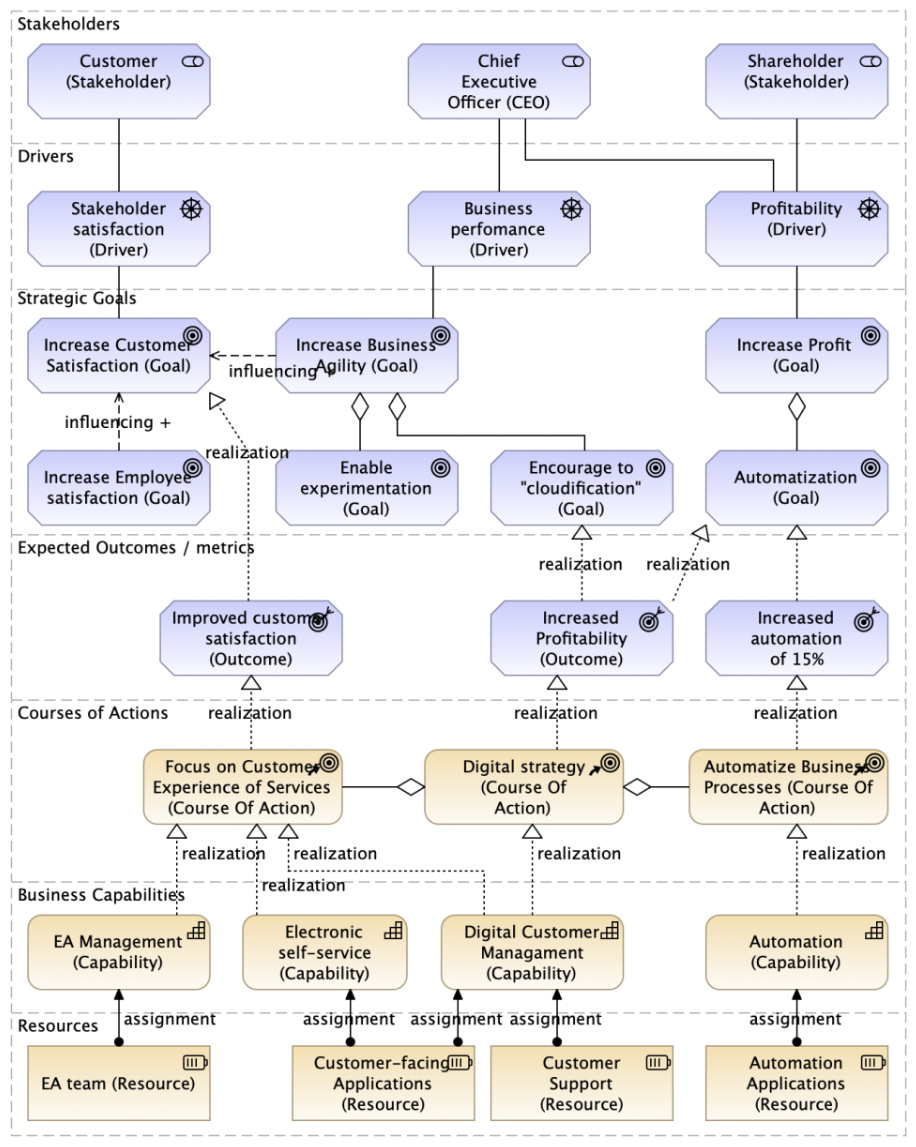 Stakeholders
Customer
(Stakeholder)
Chief
Executive
Officer (CEO)
Shareholder
(Stakeholder)
Drivers
Stakeholder
satisfaction
(Driver)
Business
perfomance
(Driver)
Profitability
(Driver)
Strategic Goals
Increase Customer
Satisfaction (Goal)
Increase Business
Agility (Goal)
Increase Profit
(Goal)
influencing +
influencing +
realization
Increase Employee
satisfaction (Goal)
Enable
experimentation
(Goal)
Encourage to
"cloudification"
(Goal)
Automatization
(Goal)
Expected Outcomes / metrics
realization
realization
Improved customer
satisfaction
(Outcome)
Increased
Profitability
(Outcome)
Increased
automation
of 15%
Courses of Actions
realization
realization
realization
Focus on Customer
Experience of Services
(Course Of Action)
Digital strategy
(Course Of
Action)
Automatize Business
Processes (Course Of
Action)
realization
realization
realization
realization
realization
Business Capabilities
EA Management
(Capability)
Electronic
self-service
(Capability)
Digital Customer
Managament
(Capability)
Automation
(Capability)
Resources
assignment
assignment
assignment
assignment
assignment
EA team (Resource)
Customer-facing
Applications
(Resource)
Customer
Support
(Resource)
Automation
Applications
(Resource)